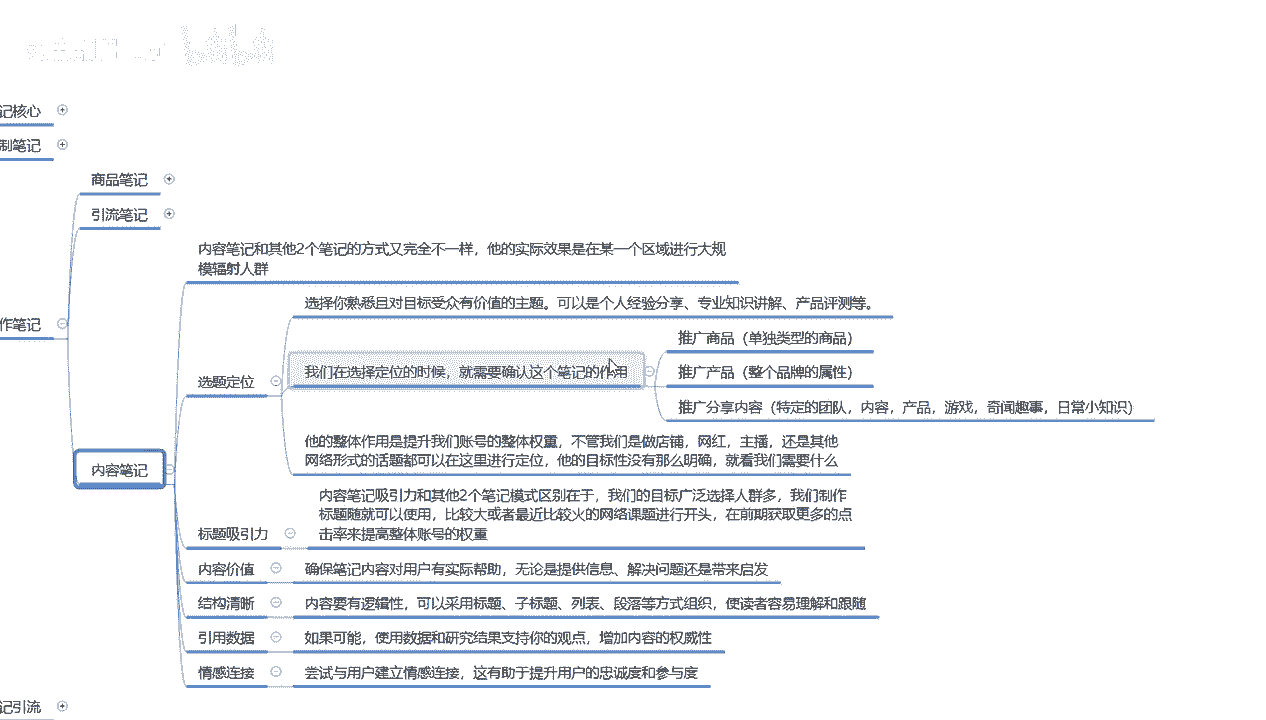 记核心
制笔记
商品笔记
引流笔记
内容笔记和其他2个笔记的方式又完全不一样，他的实际效果是在某一个区域进行大规
模辐射人群
选择你熟悉且对目标受众有价值的主题。可以是个人经验分享、专业知识讲解、产品评测等。
作笔记
推广商品（单独类型的商品）
选题定位
我们在选择定位的时候，就需要确认这个笔记的作用
推广产品（整个品牌的属性）
推广分享内容（特定的团队，内容，产品，游戏，奇闻趣事，日常小知识）
他的整体作用是提升我们账号的整体权重，不管我们是做店铺，网红，主播，还是其他
网络形式的话题都可以在这里进行定位，他的目标性没有那么明确，就看我们需要什么
内容笔记
内容笔记吸引力和其他2个笔记模式区别在于，我们的目标广泛选择人群多，我们制作
标题随就可以使用，比较大或者最近比较火的网络课题进行开头，在前期获取更多的点
击率来提高整体账号的权重
标题吸引力
内容价值
确保笔记内容对用户有实际帮助，无论是提供信息、解决问题还是带来启发
结构清晰
内容要有逻辑性，可以采用标题、子标题、列表、段落等方式组织，使读者容易理解和跟随
引用数据
如果可能，使用数据和研究结果支持你的观点，增加内容的权威性
情感连接
尝试与用户建立情感连接，这有助于提升用户的忠诚度和参与度
记引流